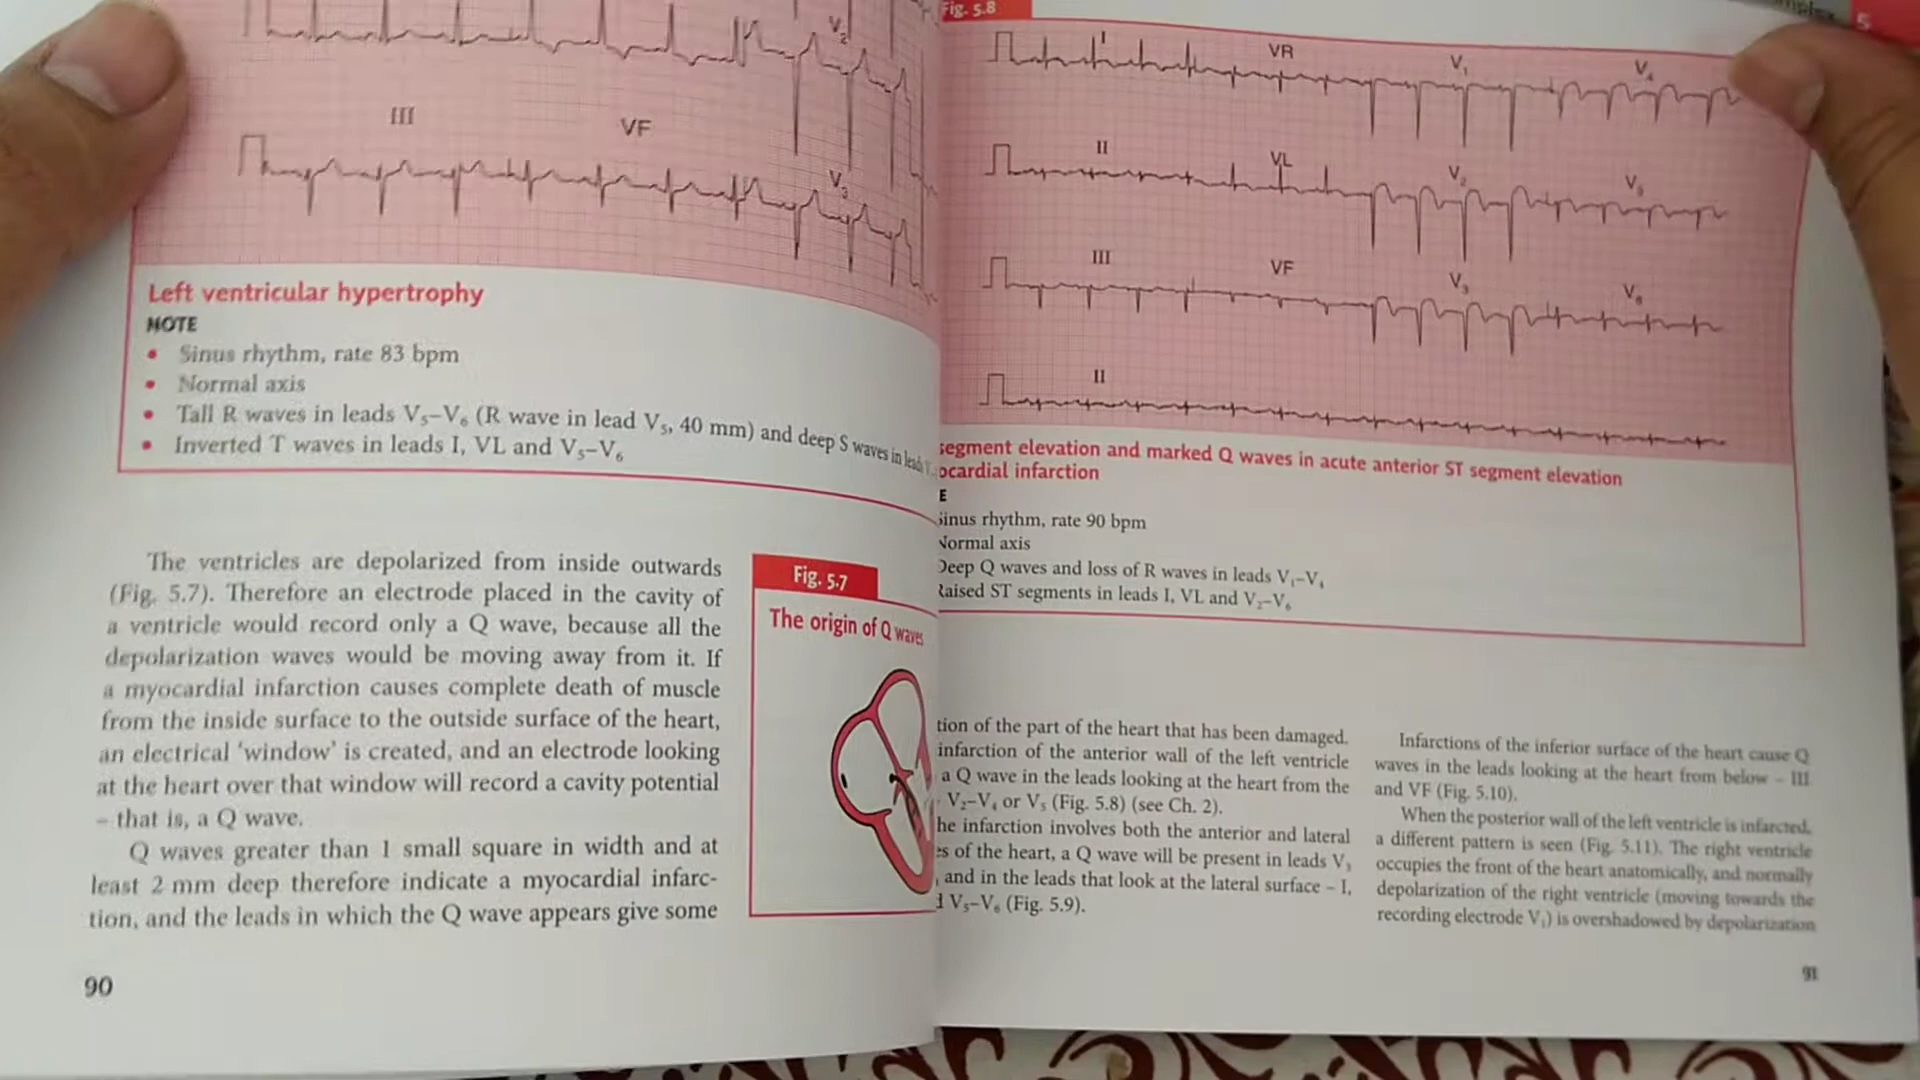 V2
III
VF
V3
Left ventricular hypertrophy
NOTE
• Sinus rhythm, rate 83 bpm
• Normal axis
• Tall R waves in leads V5–V6 (R wave in lead V5, 40 mm) and deep S waves in leads
• Inverted T waves in leads I, VL and V5–V6
The ventricles are depolarized from inside outwards
(Fig. 5.7). Therefore an electrode placed in the cavity of
a ventricle would record only a Q wave, because all the
depolarization waves would be moving away from it. If
a myocardial infarction causes complete death of muscle
from the inside surface to the outside surface of the heart,
an electrical 'window' is created, and an electrode looking
at the heart over that window will record a cavity potential
– that is, a Q wave.
Q waves greater than 1 small square in width and at
least 2 mm deep therefore indicate a myocardial infarc-
tion, and the leads in which the Q wave appears give some
Fig. 5.7
The origin of Q waves
90
5
Fig. 5.8
I
VR
V1
V4
II
VL
V2
V5
III
VF
V3
V6
II
segment elevation and marked Q waves in acute anterior ST segment elevation
ocardial infarction
E
Sinus rhythm, rate 90 bpm
Normal axis
Deep Q waves and loss of R waves in leads V1–V4
Raised ST segments in leads I, VL and V2–V6
tion of the part of the heart that has been damaged.
infarction of the anterior wall of the left ventricle
a Q wave in the leads looking at the heart from the
V2–V4 or V5 (Fig. 5.8) (see Ch. 2).
he infarction involves both the anterior and lateral
es of the heart, a Q wave will be present in leads V3
and in the leads that look at the lateral surface – I,
V5–V6 (Fig. 5.9).
Infarctions of the inferior surface of the heart cause Q
waves in the leads looking at the heart from below – III
and VF (Fig. 5.10).
When the posterior wall of the left ventricle is infarcted,
a different pattern is seen (Fig. 5.11). The right ventricle
occupies the front of the heart anatomically, and normally
depolarization of the right ventricle (moving towards the
recording electrode V1) is overshadowed by depolarization
91